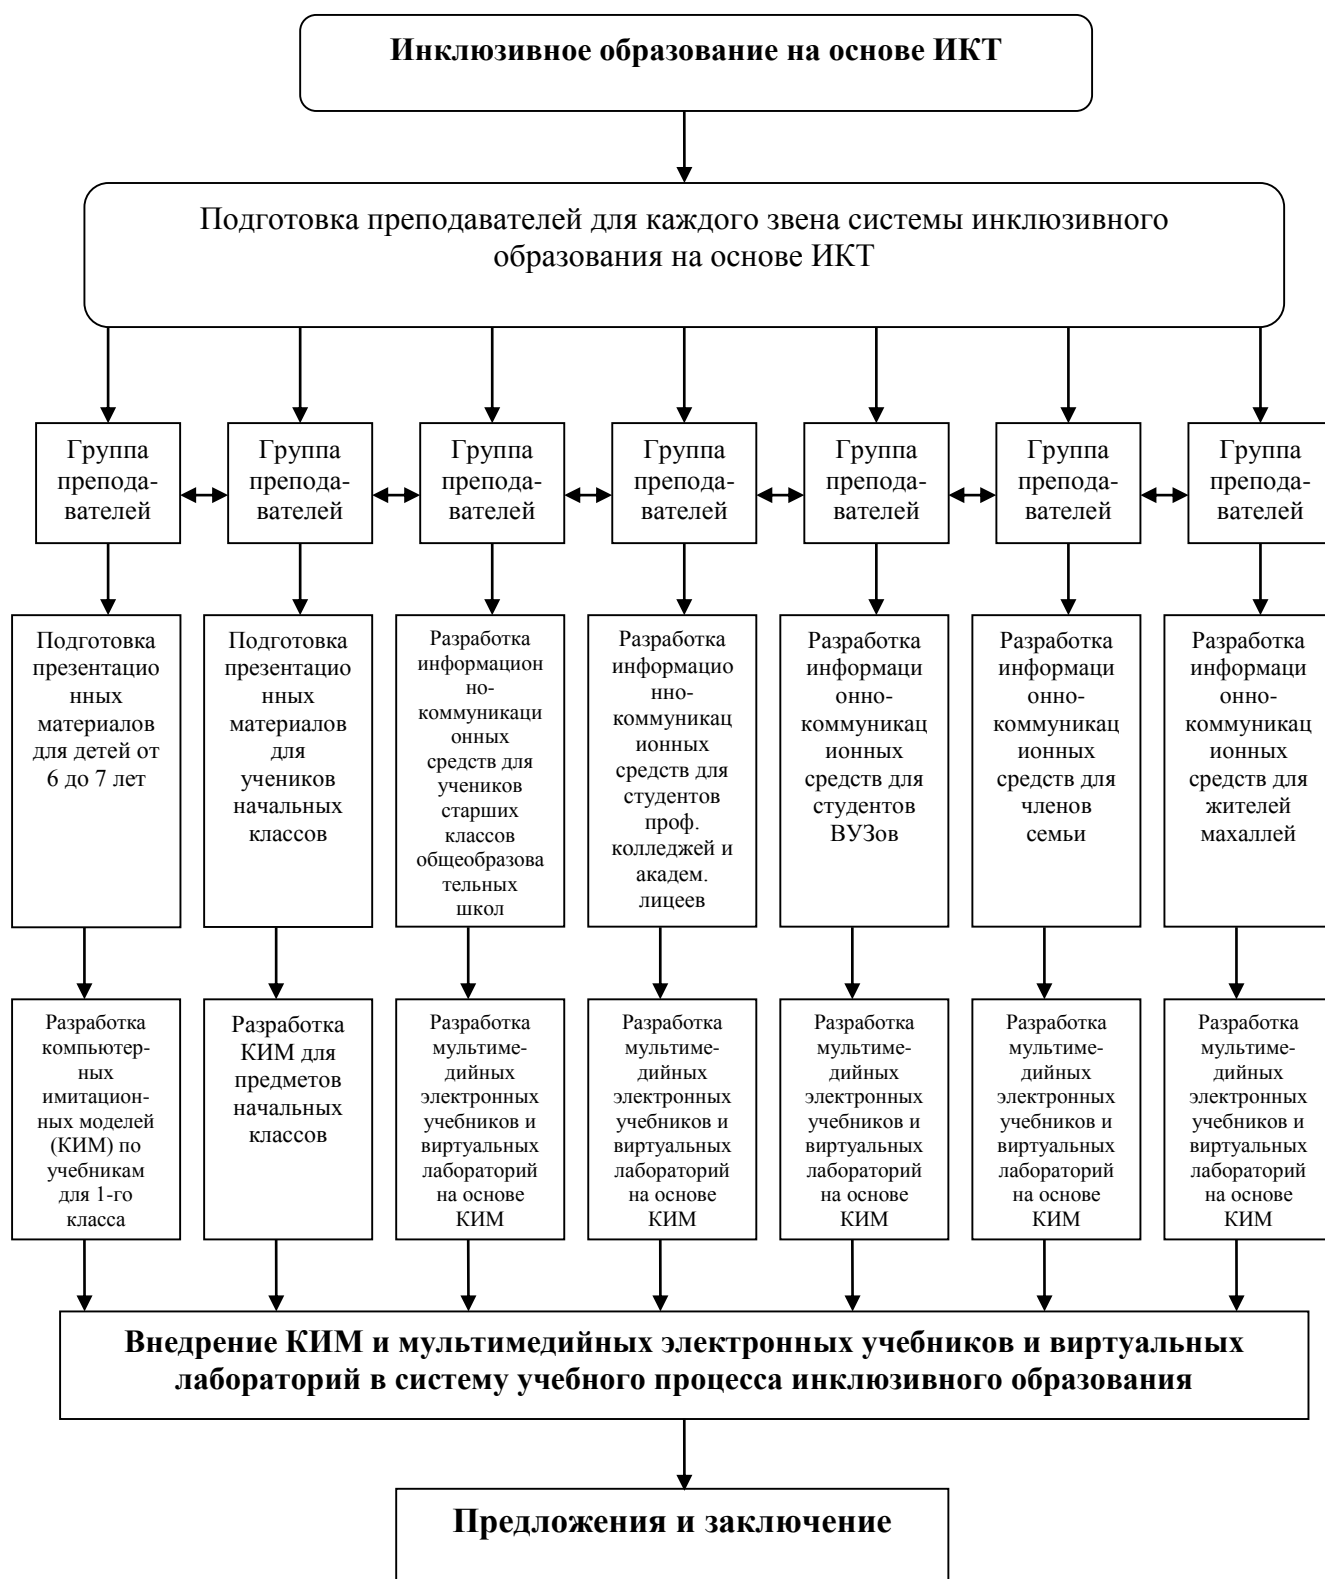 Инклюзивное образование на основе ИКТ
Подготовка преподавателей для каждого звена системы инклюзивного
образования на основе ИКТ
Группа
препода-
вателей
Группа
препода-
вателей
Группа
препода-
вателей
Группа
препода-
вателей
Группа
препода-
вателей
Группа
препода-
вателей
Группа
препода-
вателей
Подготовка
презентацио
нных
материалов
для детей от
6 до 7 лет
Подготовка
презентацио
нных
материалов
для
учеников
начальных
классов
Разработка
информацион
но-
коммуникаци
онных
средств для
учеников
старших
классов
общеобразова
тельных
школ
Разработка
информацио
нно-
коммуникац
ионных
средств для
студентов
проф.
колледжей и
академ.
лицеев
Разработка
информаци
онно-
коммуникац
ионных
средств для
студентов
ВУЗов
Разработка
информаци
онно-
коммуникац
ионных
средств для
членов
семьи
Разработка
информаци
онно-
коммуникац
ионных
средств для
жителей
махаллей
Разработка
компьютер-
ных
имитацион-
ных моделей
(КИМ) по
учебникам
для 1-го
класса
Разработка
КИМ для
предметов
начальных
классов
Разработка
мультиме-
дийных
электронных
учебников и
виртуальных
лабораторий
на основе
КИМ
Разработка
мультиме-
дийных
электронных
учебников и
виртуальных
лабораторий
на основе
КИМ
Разработка
мультиме-
дийных
электронных
учебников и
виртуальных
лабораторий
на основе
КИМ
Разработка
мультиме-
дийных
электронных
учебников и
виртуальных
лабораторий
на основе
КИМ
Разработка
мультиме-
дийных
электронных
учебников и
виртуальных
лабораторий
на основе
КИМ
Внедрение КИМ и мультимедийных электронных учебников и виртуальных
лабораторий в систему учебного процесса инклюзивного образования
Предложения и заключение